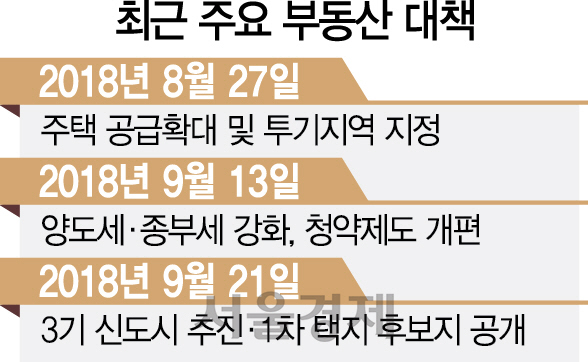 최근 주요 부동산 대책
2018년 8월 27일
주택 공급확대 및 투기지역 지정
2018년 9월 13일
양도세·종부세 강화, 청약제도 개편
2018년 9월 21일
서울경제
3기 신도시 추진·1차 택지 후보지 공개